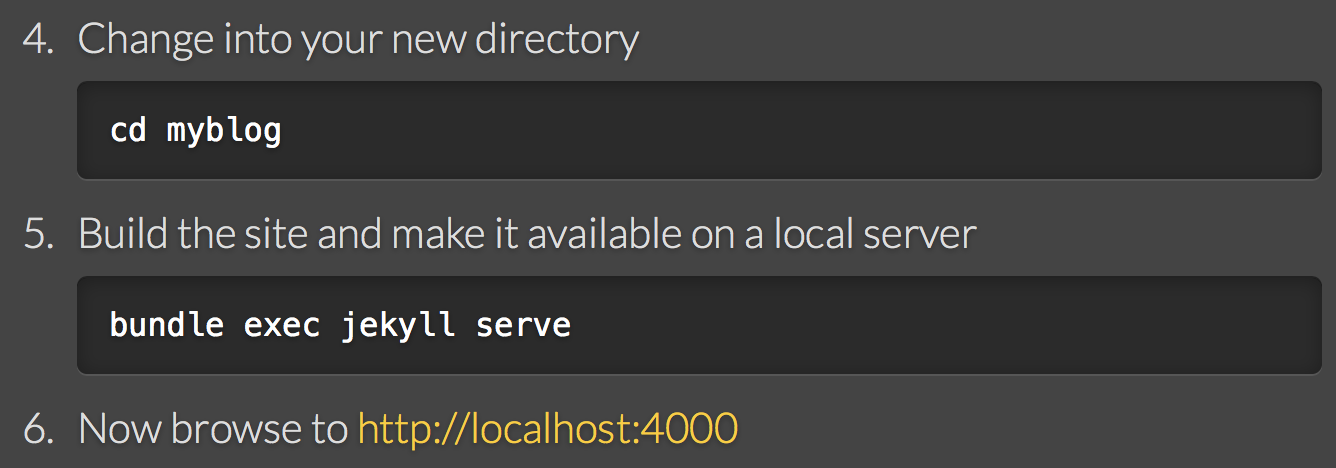 4. Change into your new directory
cd myblog
5. Build the site and make it available on a local server
bundle exec jekyll serve
6. Now browse to http://localhost:4000